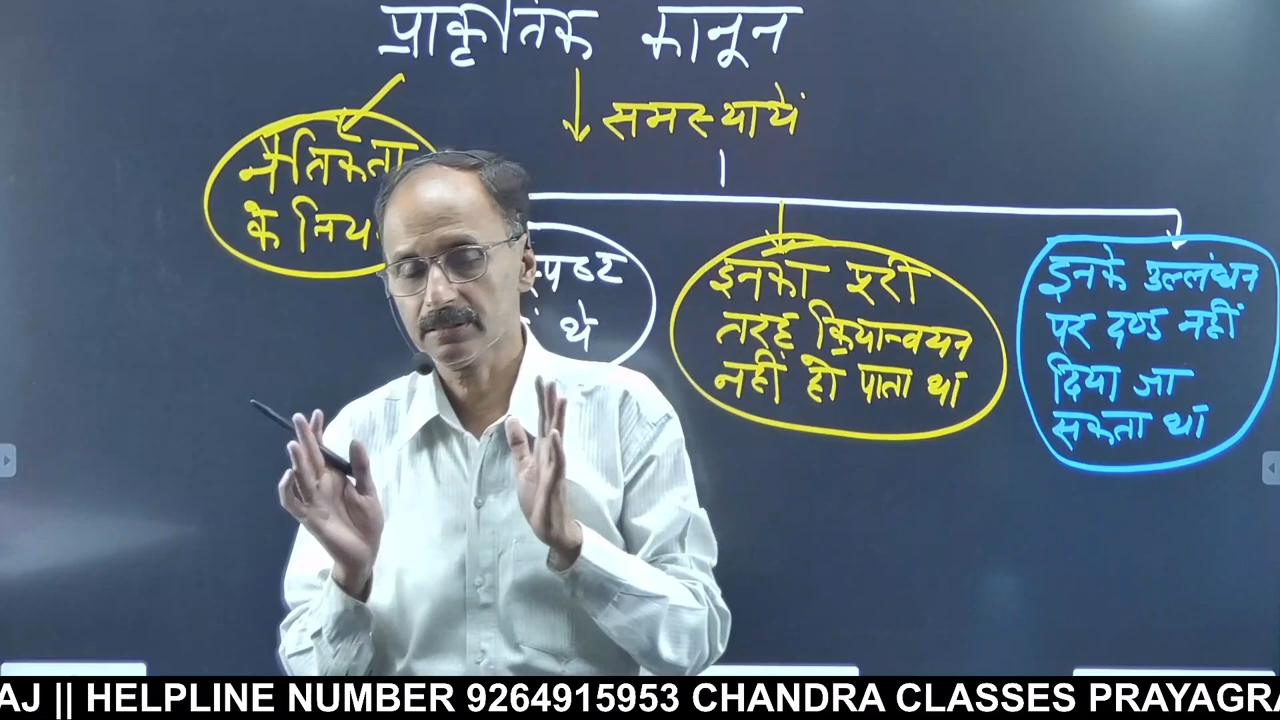 प्राकृतिक कानून
समस्यायें
नैतिकता
के
स्पष्ट
थे
इनका पूरी
तरह क्रियान्वयन
नहीं हो पाता था
इनके उल्लंघन
पर दण्ड नहीं
दिया जा
सकता था
AJ || HELPLINE NUMBER 9264915953 CHANDRA CLASSES PRAYAGRA